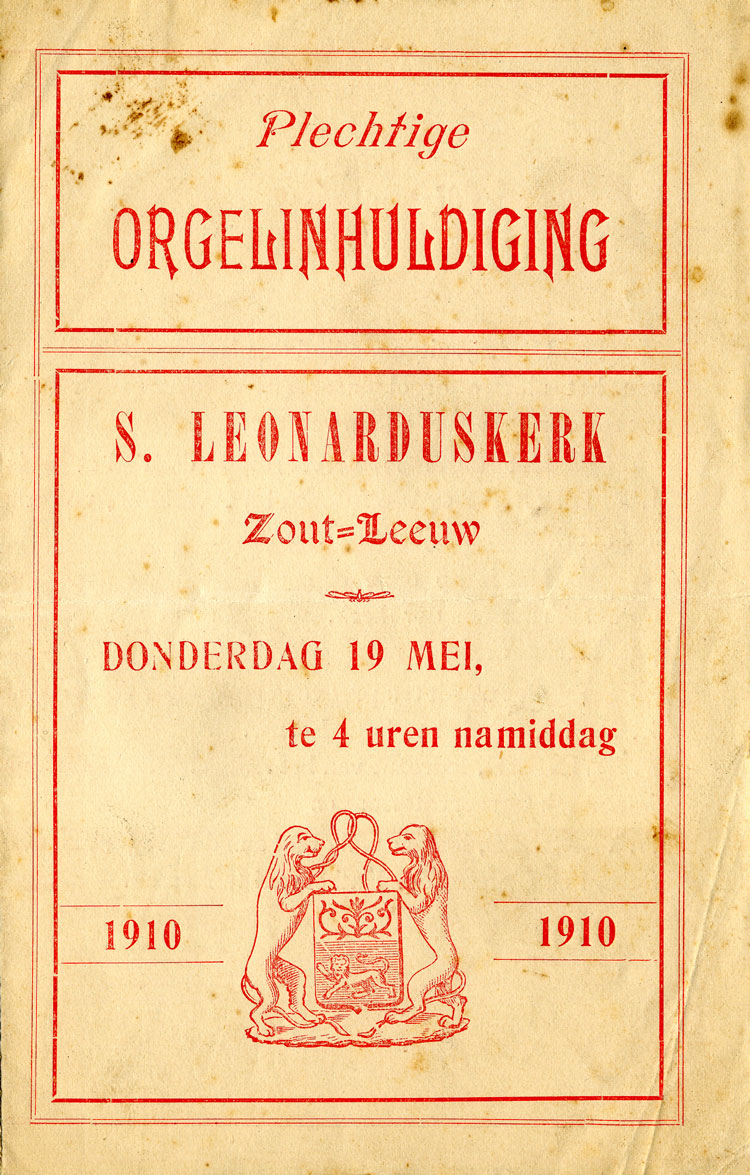 Plechtige
ORGELINHULDIGING
S. LEONARDUSKERK
Zout=Leeuw
DONDERDAG 19 MEI,
te 4 uren namiddag
1910
1910